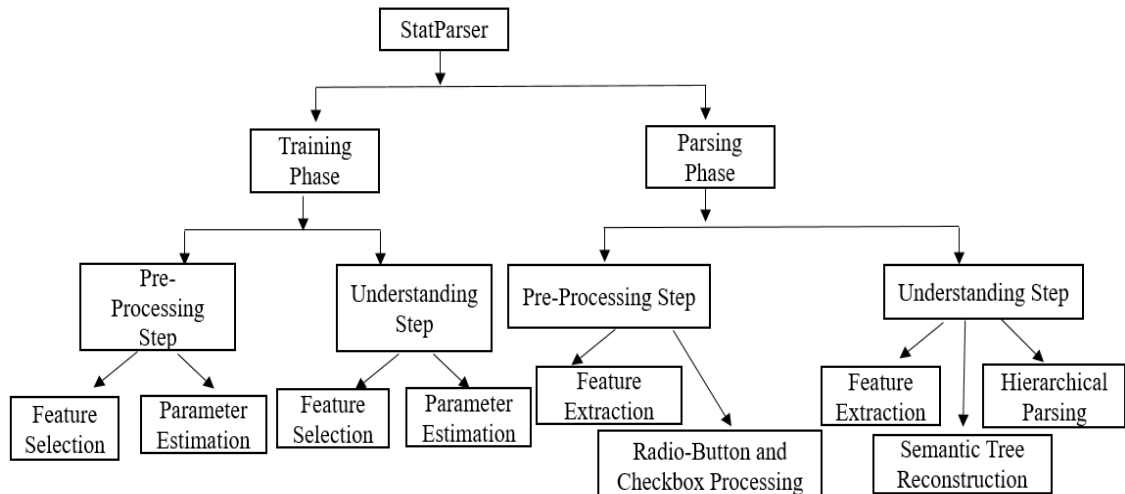 StatParser
Training
Phase
Parsing
Phase
Pre-
Processing
Step
Understanding
Step
Pre-Processing Step
Understanding Step
Feature
Selection
Parameter
Estimation
Feature
Selection
Parameter
Estimation
Feature
Extraction
Radio-Button and
Checkbox Processing
Feature
Extraction
Semantic Tree
Reconstruction
Hierarchical
Parsing